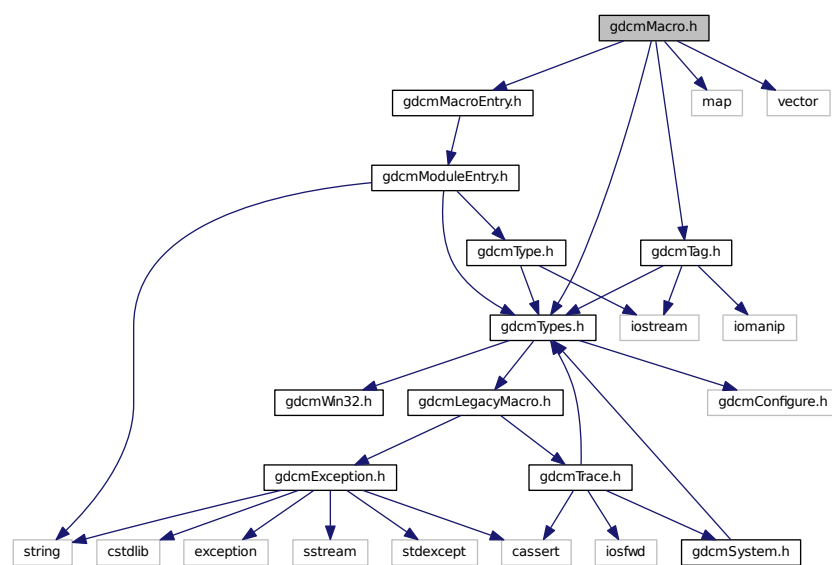 gdcmMacro.h
gdcmMacroEntry.h
map
vector
gdcmModuleEntry.h
gdcmType.h
gdcmTag.h
gdcmTypes.h
iostream
iomanip
gdcmWin32.h
gdcmLegacyMacro.h
gdcmConfigure.h
gdcmException.h
gdcmTrace.h
string
cstdlib
exception
sstream
stdexcept
cassert
iosfwd
gdcmSystem.h